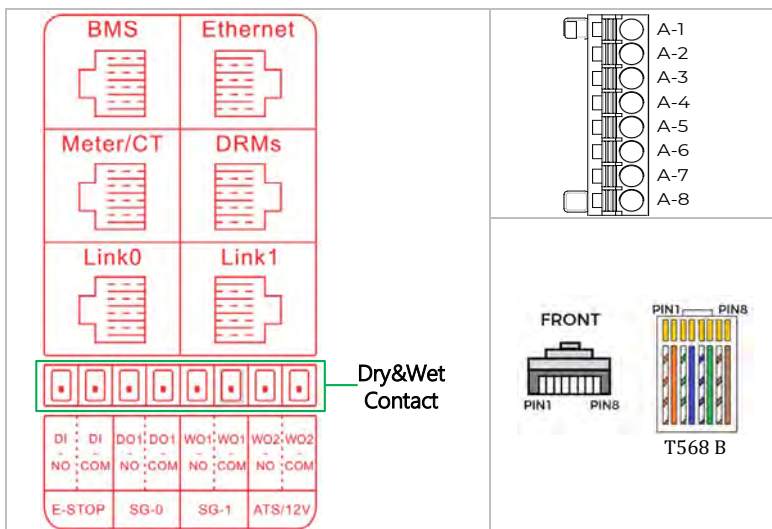 BMS Ethernet
Meter/CT DRMs
Link0 Link1
Dry&Wet
Contact
DI DI DO1 DO1 WO1 WO1 WO2 WO2
- - - - - - - -
NO COM NO COM NO COM NO COM
E-STOP SG-0 SG-1 ATS/12V
A-1
A-2
A-3
A-4
A-5
A-6
A-7
A-8
FRONT
PIN1 PIN8
PIN1 PIN8
T568 B